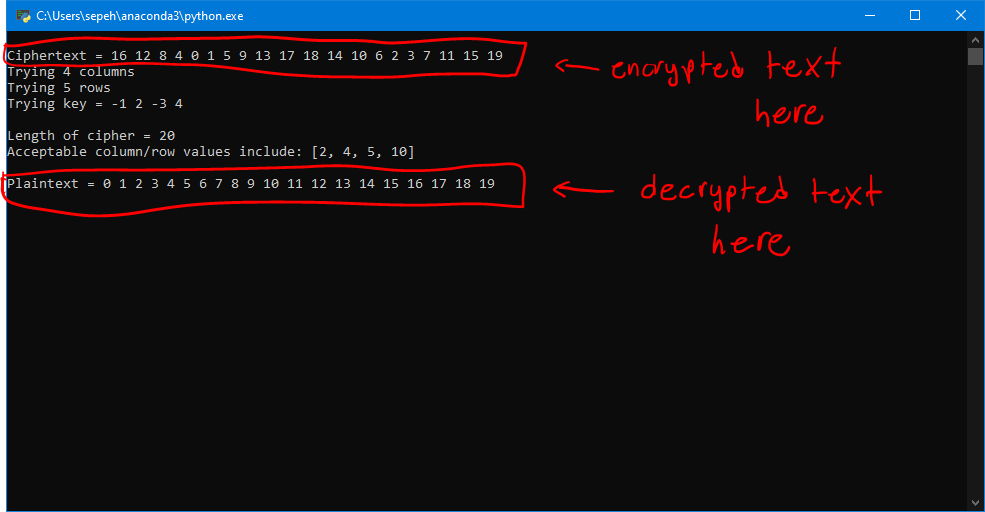 C:\Users\sepeh\anaconda3\python.exe
Ciphertext = 16 12 8 4 0 1 5 9 13 17 18 14 10 6 2 3 7 11 15 19
← encrypted text
here
Trying 4 columns
Trying 5 rows
Trying key = -1 2 -3 4
Length of cipher = 20
Acceptable column/row values include: [2, 4, 5, 10]
Plaintext = 0 1 2 3 4 5 6 7 8 9 10 11 12 13 14 15 16 17 18 19
← decrypted text
here